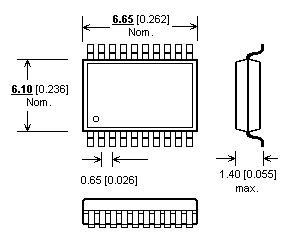 6.65 [0.262]
Nom.
6.10 [0.236]
Nom.
0.65 [0.026]
1.40 [0.055]
max.